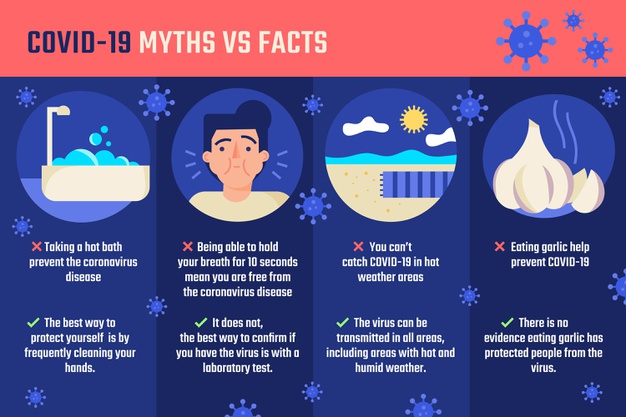 COVID-19 MYTHS VS FACTS
Taking a hot bath
prevent the coronavirus
disease
The best way to
protect yourself is by
frequently cleaning your
hands.
Being able to hold
your breath for 10 seconds
mean you are free from
the coronavirus disease
It does not,
the best way to confirm if
you have the virus is with a
laboratory test.
You can't
catch COVID-19 in hot
weather areas
The virus can be
transmitted in all areas,
including areas with hot and
humid weather.
Eating garlic help
prevent COVID-19
There is no
evidence eating garlic has
protected people from the
virus.